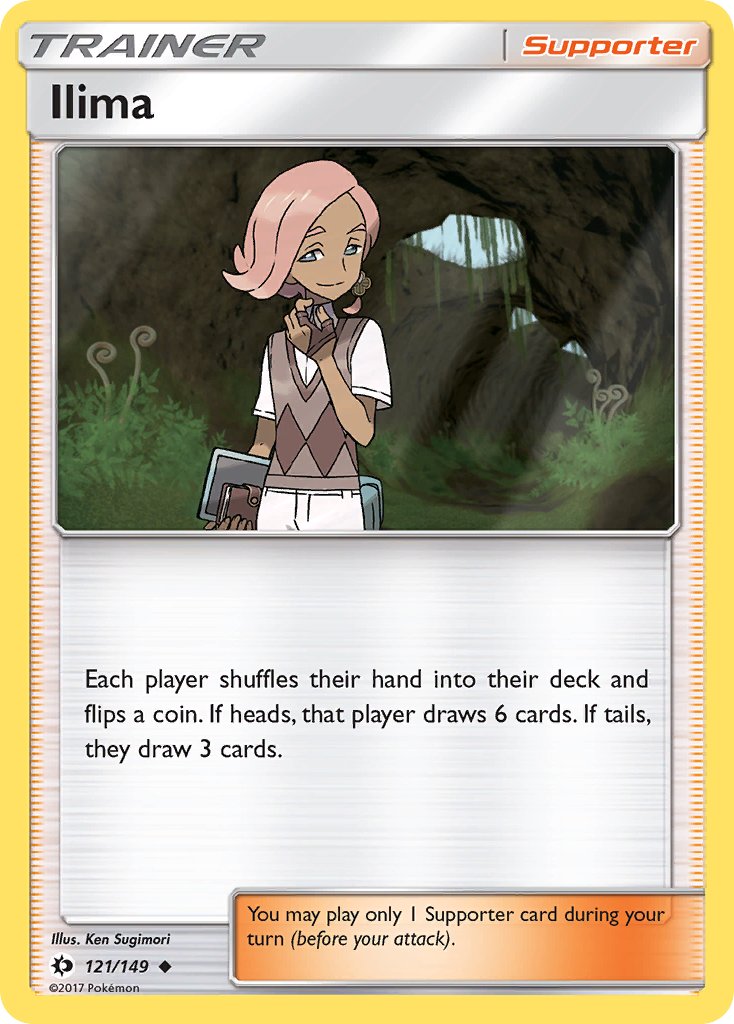 TRAINER
Supporter
Ilima
Each player shuffles their hand into their deck and
flips a coin. If heads, that player draws 6 cards. If tails,
they draw 3 cards.
You may play only 1 Supporter card during your
turn (before your attack).
Illus. Ken Sugimori
121/149
©2017 Pokémon